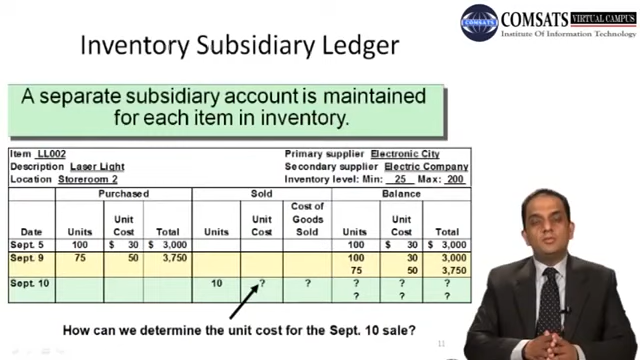 COMSATS VIRTUAL CAMPUS
Institute Of Information Technology
COMSATS
Inventory Subsidiary Ledger
A separate subsidiary account is maintained
for each item in inventory.
Item LL002 Primary supplier Electronic City
Description Laser Light Secondary supplier Electric Company
Location Storeroom 2 Inventory level: Min: 25 Max: 200
Purchased Sold Balance
Date Units Unit Cost Total Units Unit Cost Cost of Goods Sold Units Unit Cost Total
Sept. 5 100 $ 30 $ 3,000 100 $ 30 $ 3,000
Sept. 9 75 50 3,750 100 30 3,000
75 50 3,750
Sept. 10 10 ? ? ? ? ?
? ? ?
How can we determine the unit cost for the Sept. 10 sale?
11